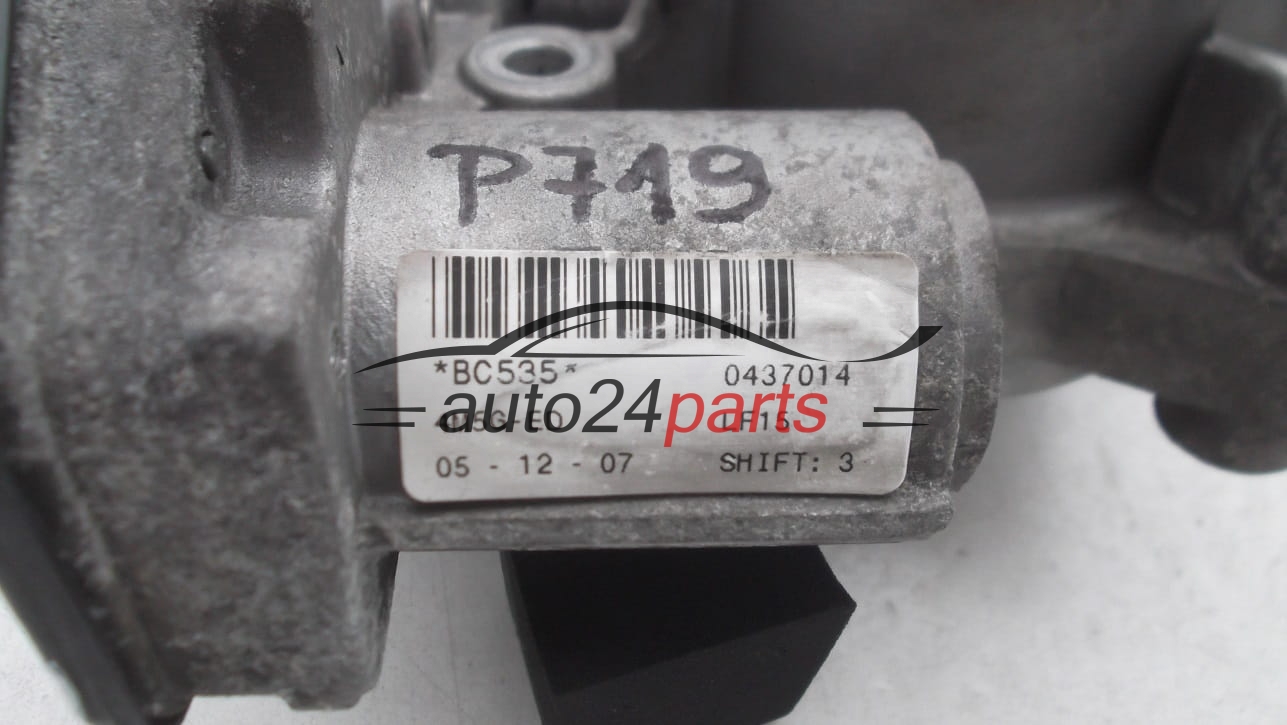 P719
*BC535* 0437014
auto24parts
05 - 12 - 07 SHIFT: 3